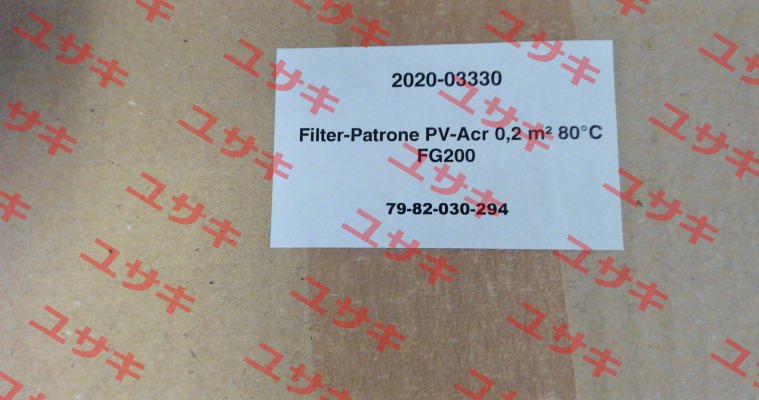 2020-03330
Filter-Patrone PV-Acr 0,2 m² 80°C
FG200
79-82-030-294
ユサキ